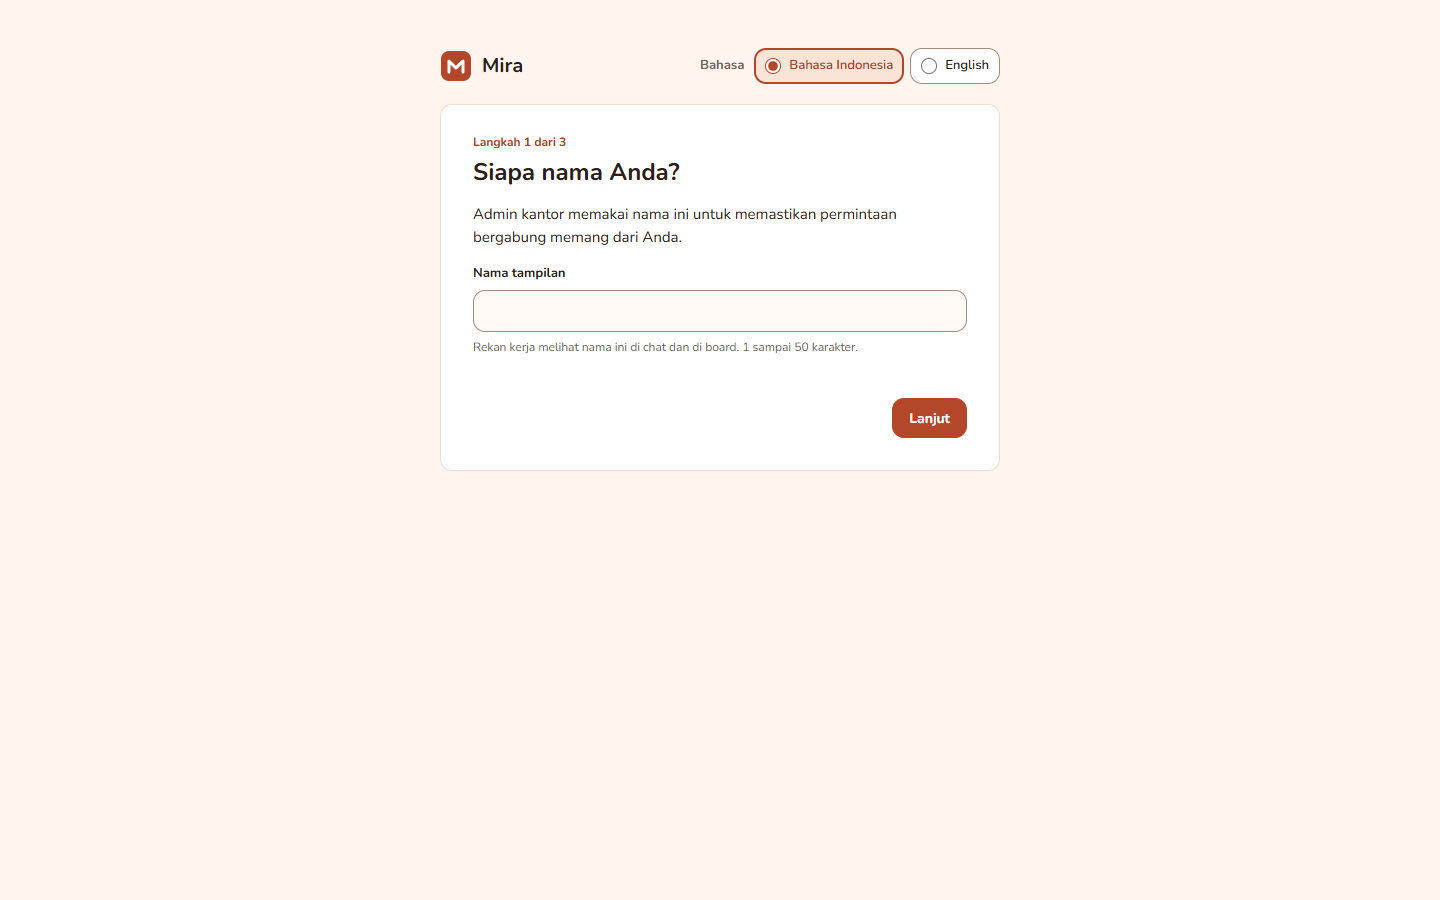 Mira
Bahasa
Bahasa Indonesia
English
Langkah 1 dari 3
Siapa nama Anda?
Admin kantor memakai nama ini untuk memastikan permintaan
bergabung memang dari Anda.
Nama tampilan
Rekan kerja melihat nama ini di chat dan di board. 1 sampai 50 karakter.
Lanjut